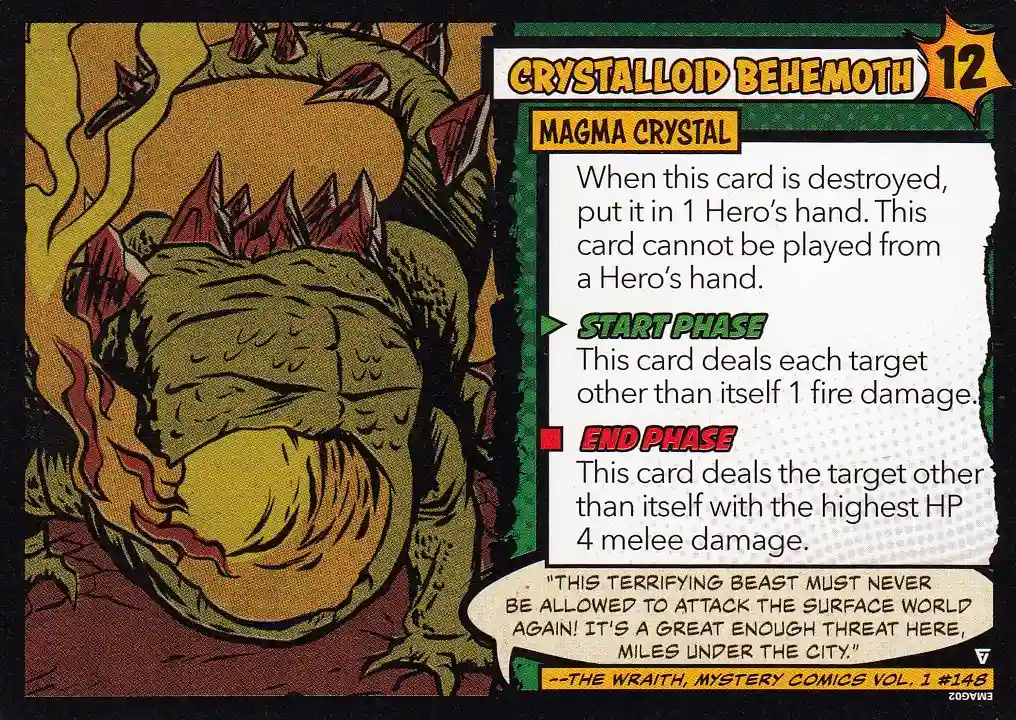 CRYSTALLOID BEHEMOTH
12
MAGMA CRYSTAL
When this card is destroyed,
put it in 1 Hero's hand. This
card cannot be played from
a Hero's hand.
START PHASE
This card deals each target
other than itself 1 fire damage.
END PHASE
This card deals the target other
than itself with the highest HP
4 melee damage.
"THIS TERRIFYING BEAST MUST NEVER
BE ALLOWED TO ATTACK THE SURFACE WORLD
AGAIN! IT'S A GREAT ENOUGH THREAT HERE,
MILES UNDER THE CITY."
--THE WRAITH, MYSTERY COMICS VOL. 1 #148
EMAG02